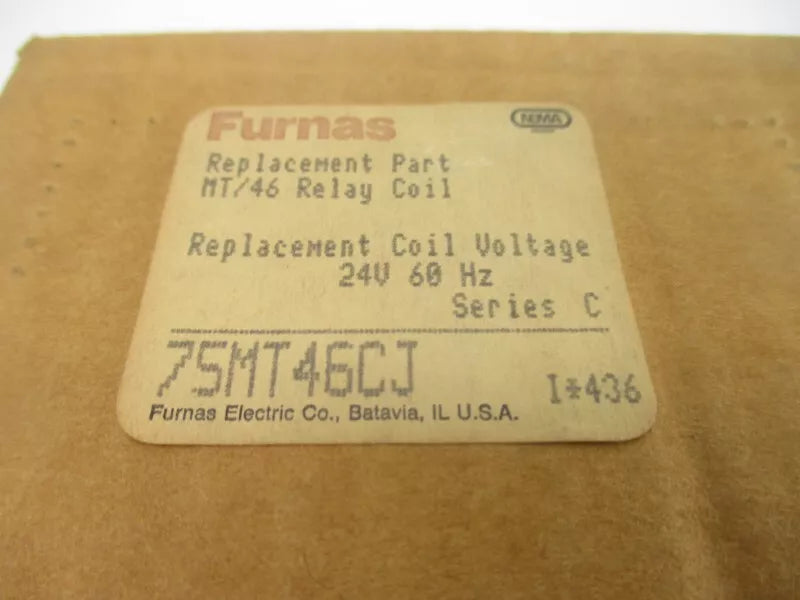 Furnas
NEMA
Replacement Part
MT/46 Relay Coil
Replacement Coil Voltage
24V 60 Hz
Series C
75MT46CJ
I*436
Furnas Electric Co., Batavia, IL U.S.A.